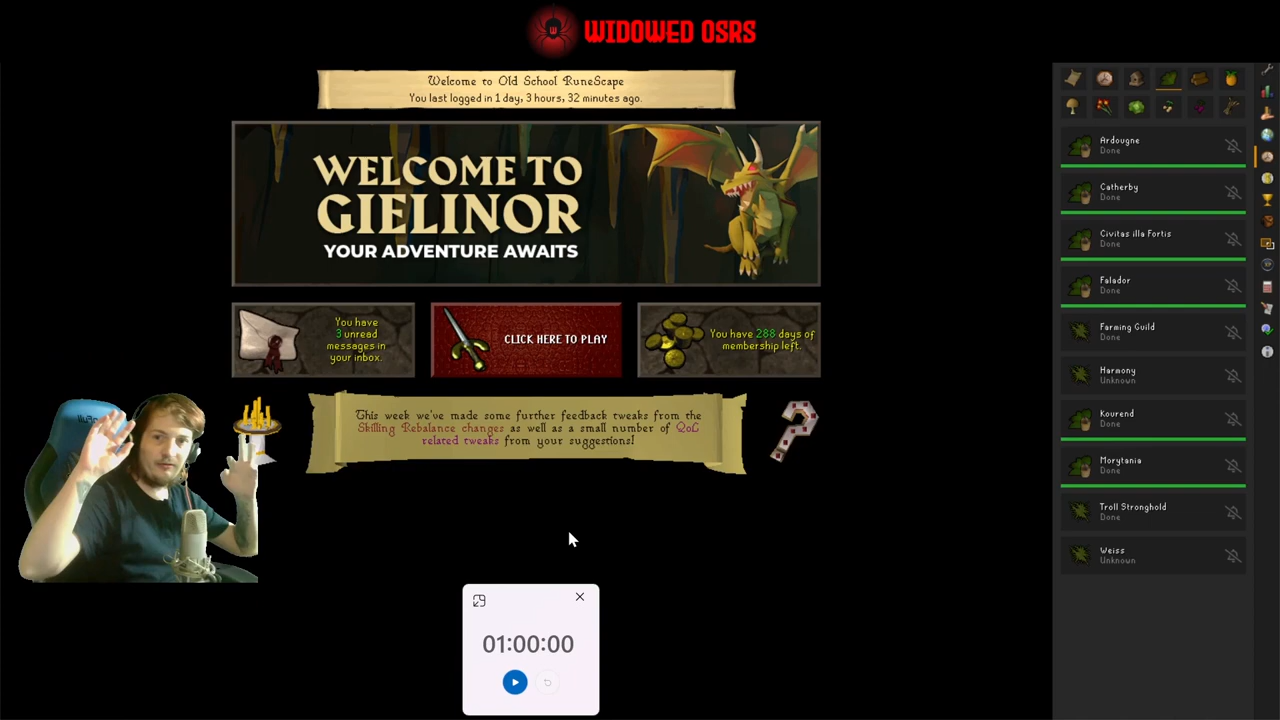 WIDOWED OSRS
Welcome to Old School RuneScape
You last logged in 1 day, 3 hours, 32 minutes ago.
WELCOME TO
GIELINOR
YOUR ADVENTURE AWAITS
You have
3 unread
messages in
your inbox.
CLICK HERE TO PLAY
You have 288 days of
membership left.
This week we've made some further feedback tweaks from the
Skilling Rebalance changes as well as a small number of QoL
related tweaks from your suggestions!
01:00:00
Ardougne
Done
Catherby
Done
Civitas illa Fortis
Done
Falador
Done
Farming Guild
Done
Harmony
Unknown
Kourend
Done
Morytania
Done
Troll Stronghold
Done
Weiss
Unknown